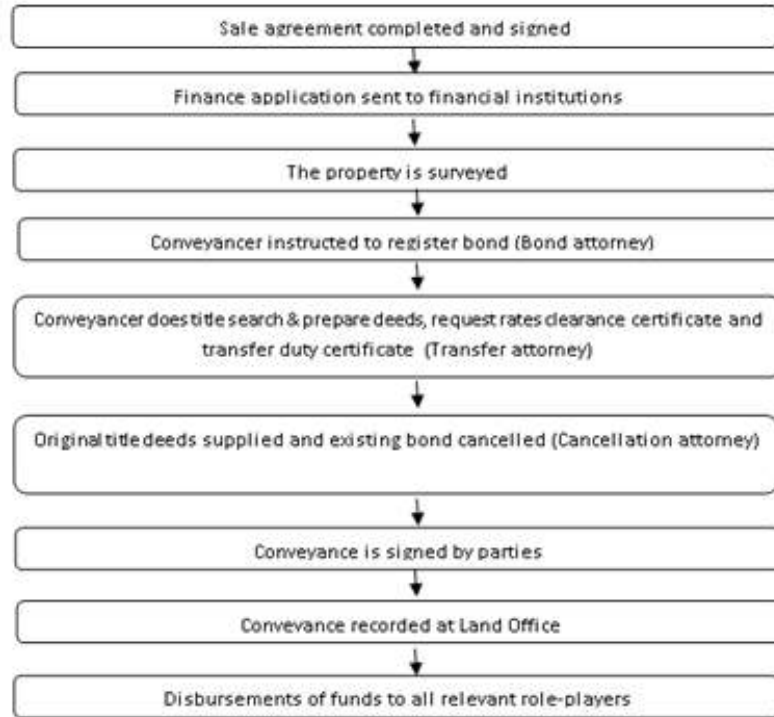 Sale agreement completed and signed
Finance application sent to financial institutions
The property is surveyed
Conveyancer instructed to register bond (Bond attorney)
Conveyancer does title search & prepare deeds, request rates clearance certificate and
transfer duty certificate (Transfer attorney)
Original title deeds supplied and existing bond cancelled (Cancellation attorney)
Conveyance is signed by parties
Convevance recorded at Land Office
Disbursements of funds to all relevant role-players